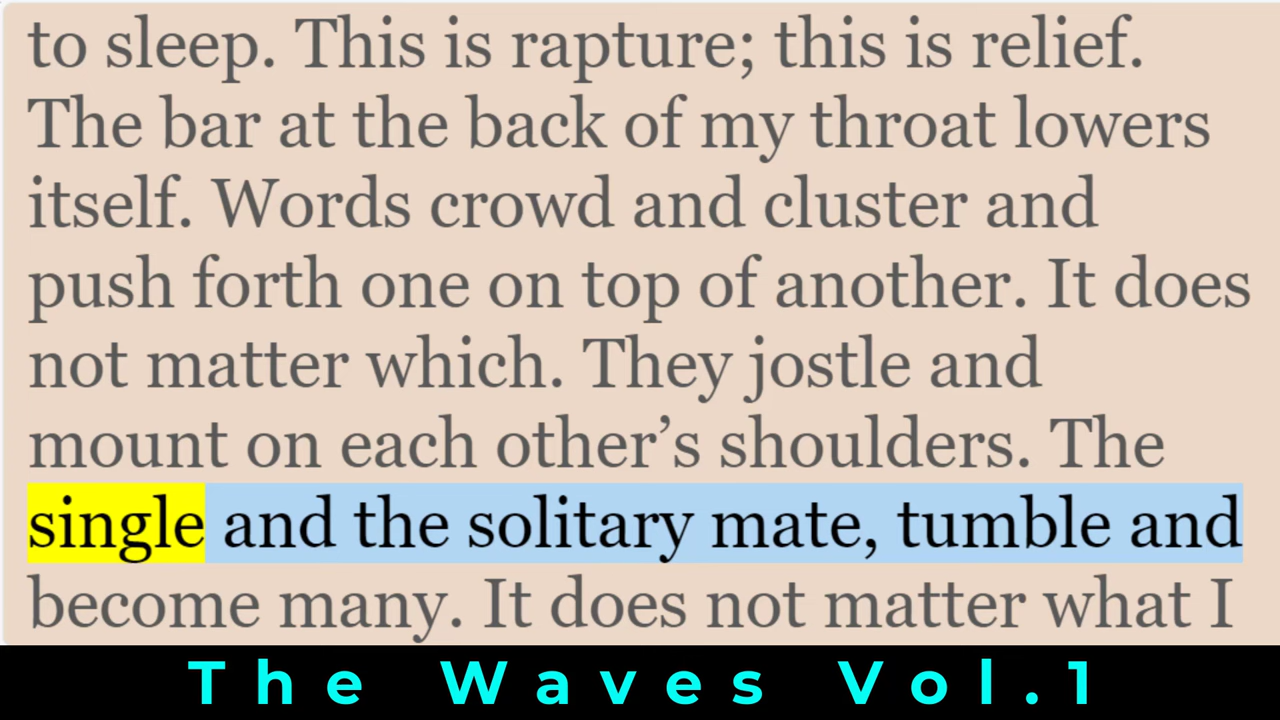 to sleep. This is rapture; this is relief.
The bar at the back of my throat lowers
itself. Words crowd and cluster and
push forth one on top of another. It does
not matter which. They jostle and
mount on each other’s shoulders. The
single and the solitary mate, tumble and
become many. It does not matter what I
The Waves Vol.1